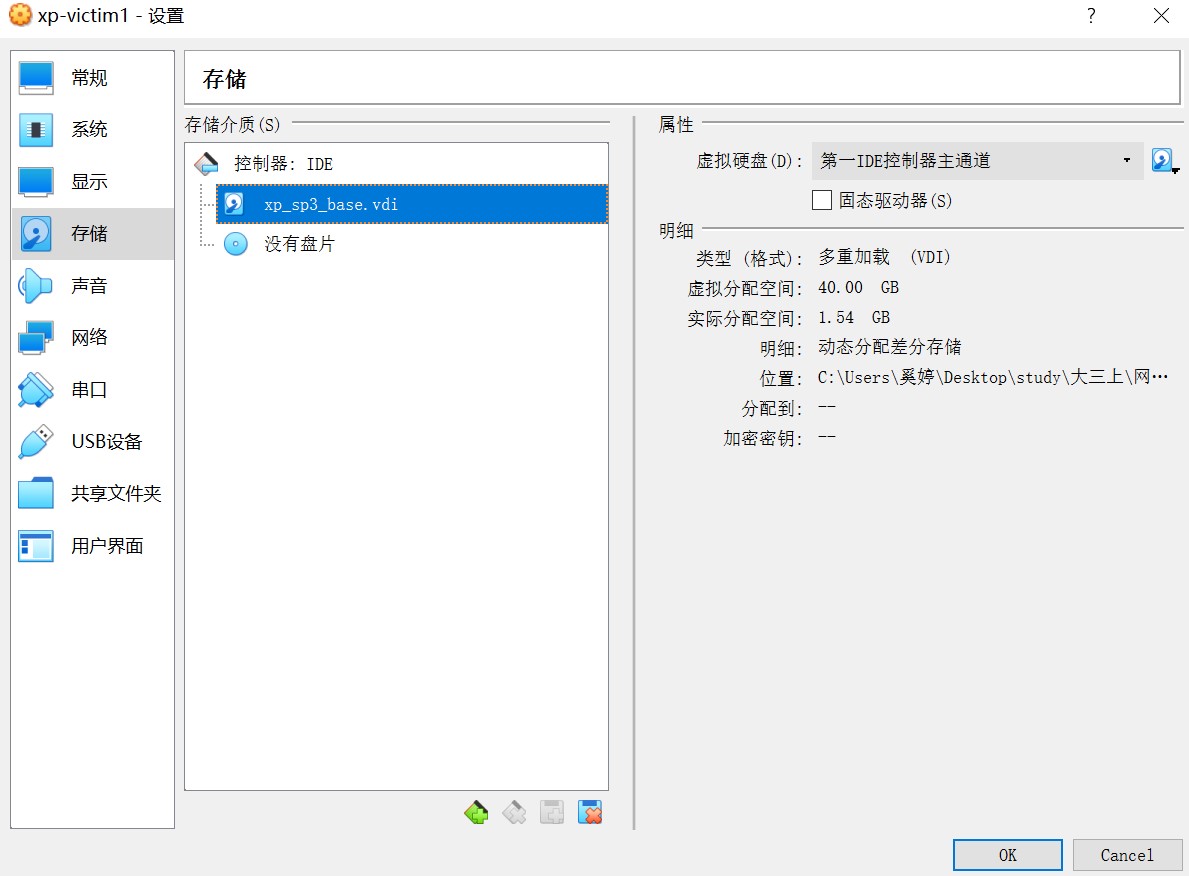 xp-victim1 - 设置
?
常规
系统
显示
存储
声音
网络
串口
USB设备
共享文件夹
用户界面
存储
存储介质(S)
控制器: IDE
xp_sp3_base.vdi
没有盘片
属性
虚拟硬盘(D): 第一IDE控制器主通道
固态驱动器(S)
明细
类型 (格式): 多重加载 (VDI)
虚拟分配空间: 40.00 GB
实际分配空间: 1.54 GB
明细: 动态分配差分存储
位置: C:\Users\奚婷\Desktop\study\大三上\网…
分配到: --
加密密钥: --
OK
Cancel